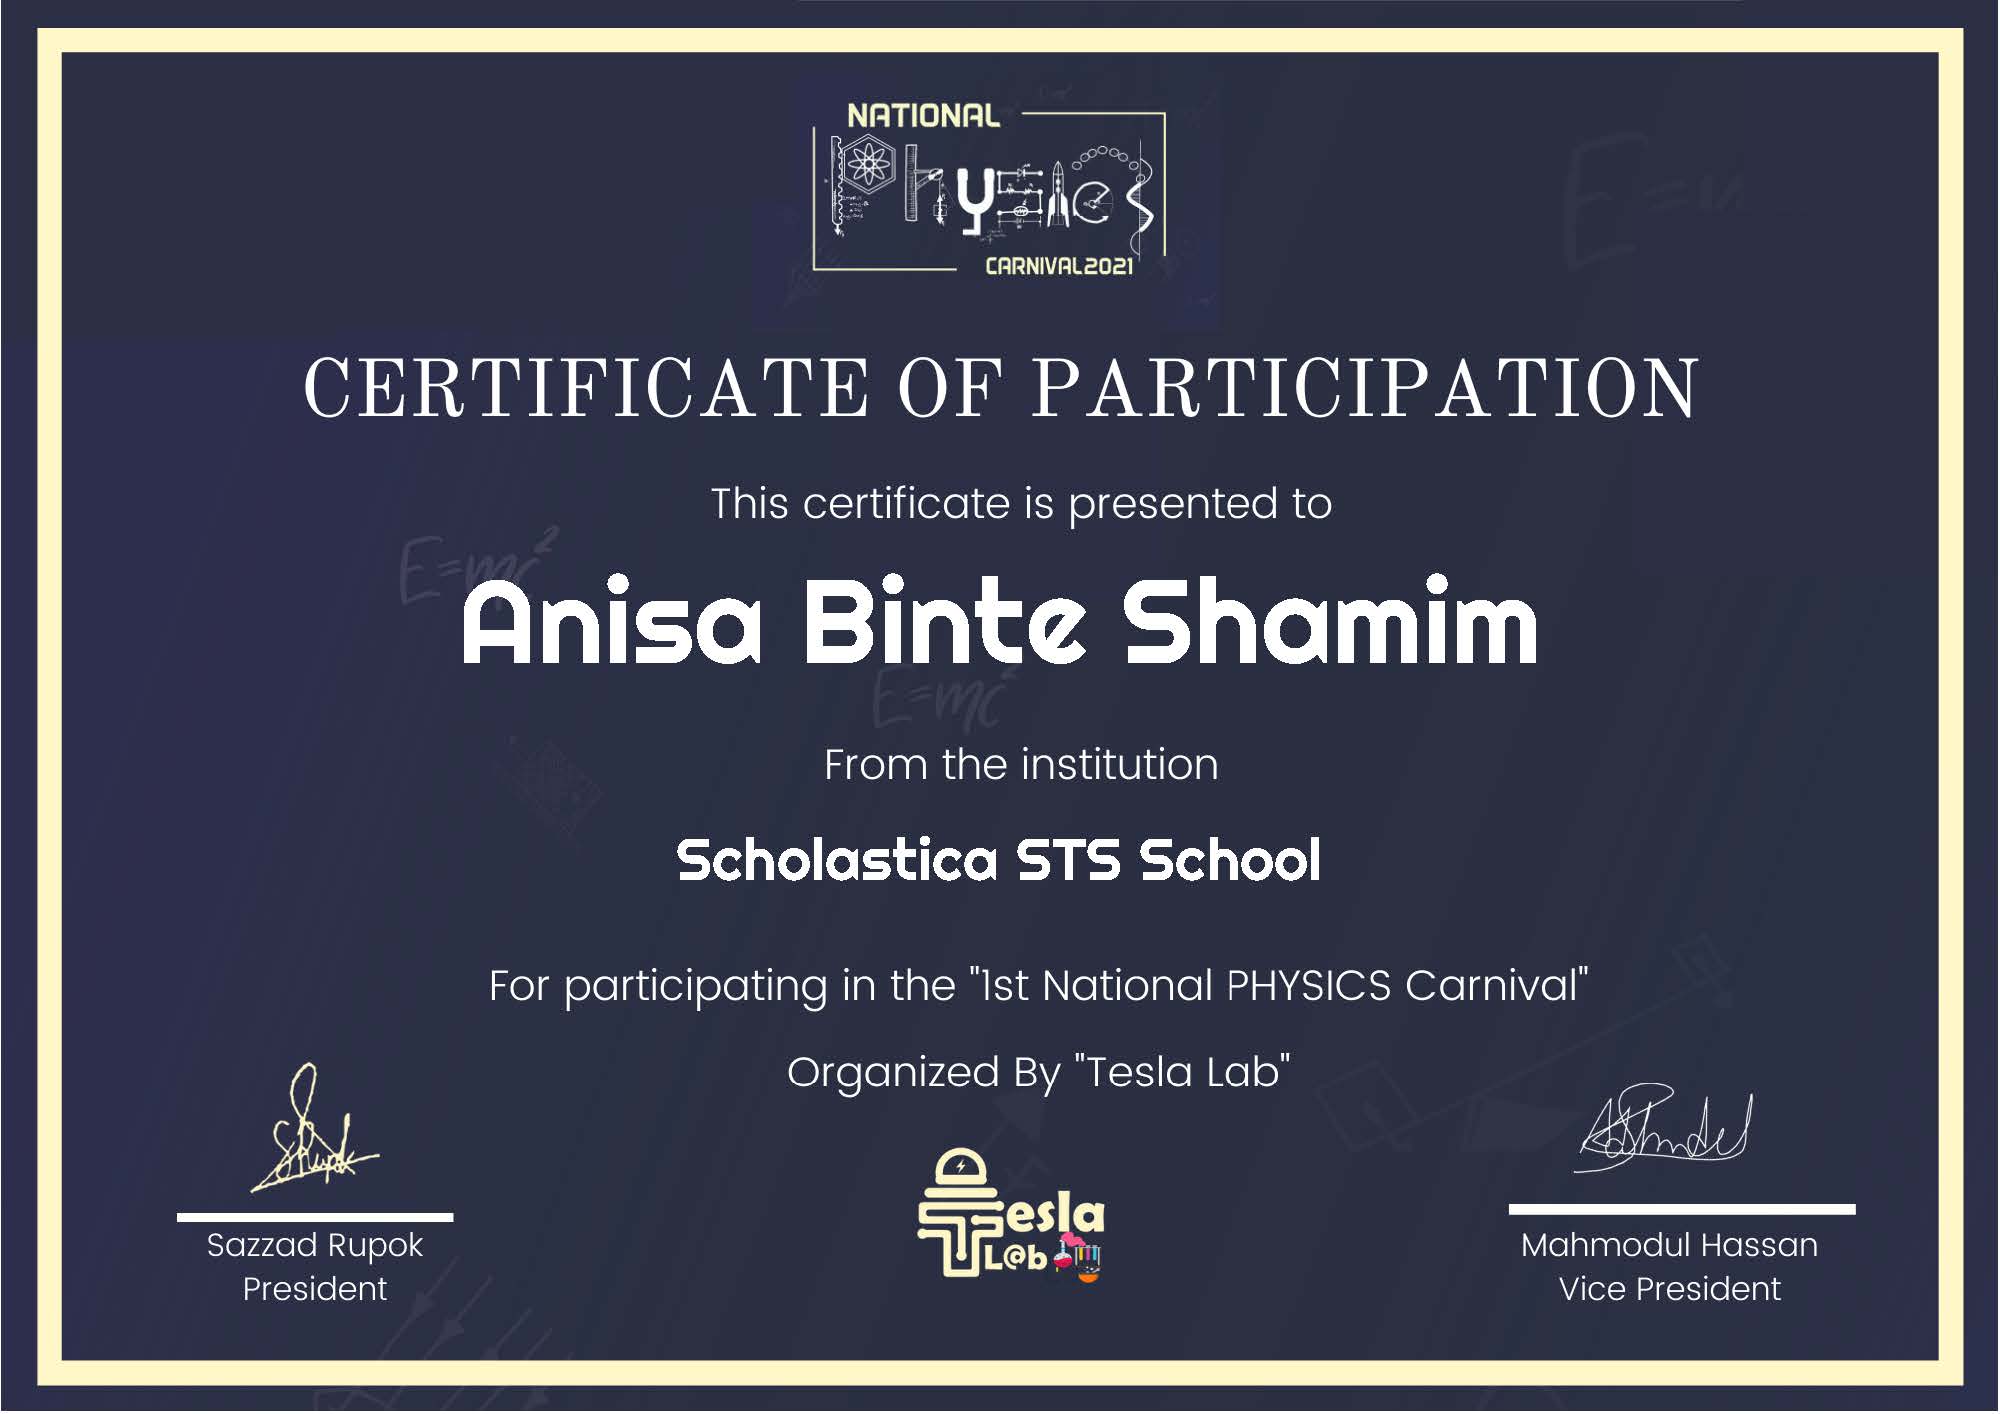 NATIONAL
Physics
CARNIVAL2021
CERTIFICATE OF PARTICIPATION
This certificate is presented to
E=mc²
Anisa Binte Shamim
E=mc²
From the institution
Scholastica STS School
For participating in the "1st National PHYSICS Carnival"
Organized By "Tesla Lab"
Tesla
L@b
Sazzad Rupok
President
Mahmodul Hassan
Vice President